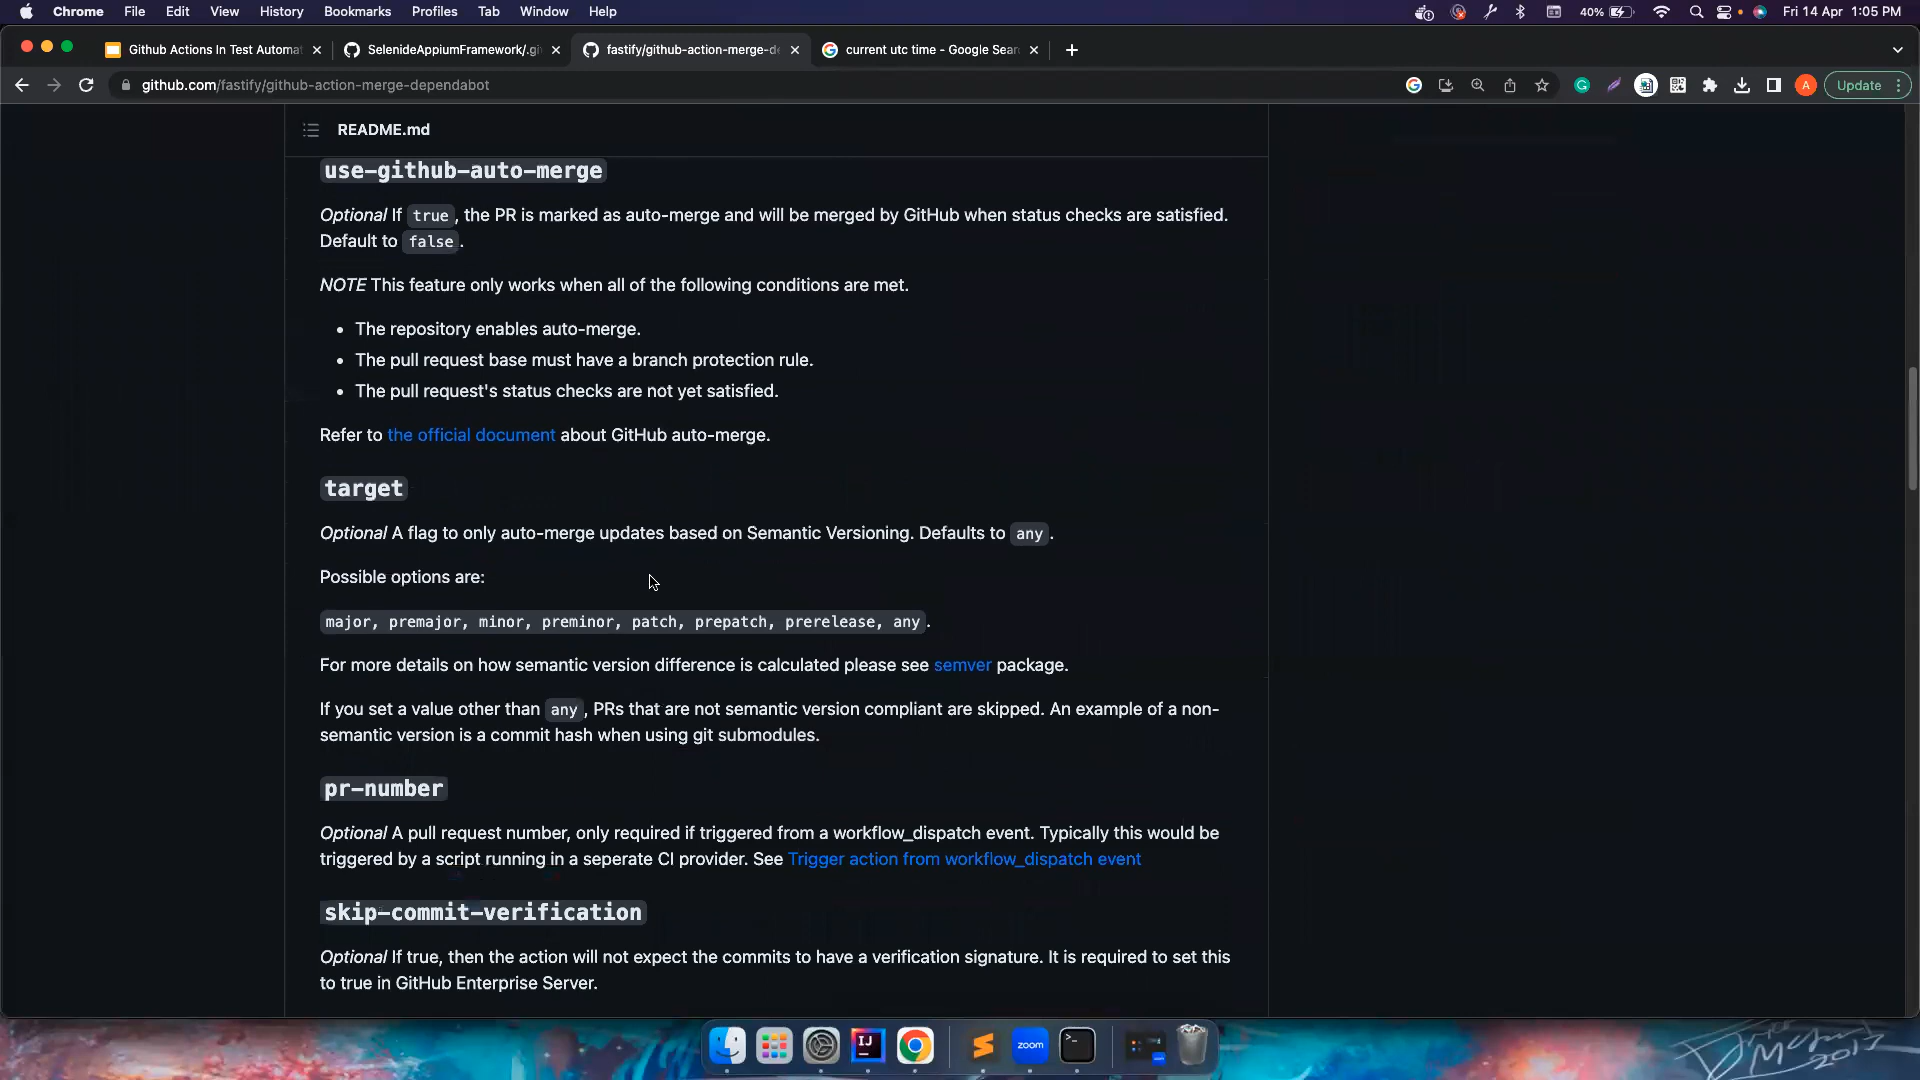 Chrome File Edit View History Bookmarks Profiles Tab Window Help 40% Fri 14 Apr 1:05 PM
Github Actions In Test Automat SelenideAppiumFramework/.gi fastify/github-action-merge-de current utc time - Google Sear
github.com/fastify/github-action-merge-dependabot A Update
README.md
use-github-auto-merge
Optional If true, the PR is marked as auto-merge and will be merged by GitHub when status checks are satisfied.
Default to false.
NOTE This feature only works when all of the following conditions are met.
• The repository enables auto-merge.
• The pull request base must have a branch protection rule.
• The pull request's status checks are not yet satisfied.
Refer to the official document about GitHub auto-merge.
target
Optional A flag to only auto-merge updates based on Semantic Versioning. Defaults to any.
Possible options are:
major, premajor, minor, preminor, patch, prepatch, prerelease, any.
For more details on how semantic version difference is calculated please see semver package.
If you set a value other than any, PRs that are not semantic version compliant are skipped. An example of a non-
semantic version is a commit hash when using git submodules.
pr-number
Optional A pull request number, only required if triggered from a workflow_dispatch event. Typically this would be
triggered by a script running in a seperate CI provider. See Trigger action from workflow_dispatch event
skip-commit-verification
Optional If true, then the action will not expect the commits to have a verification signature. It is required to set this
to true in GitHub Enterprise Server.
IJ zoom
2017